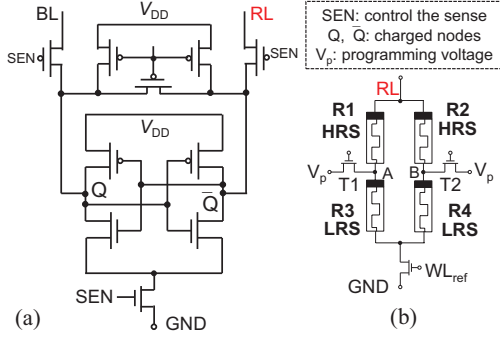 BL
V_DD
RL
SEN
SEN
V_DD
Q
Q̅
SEN
GND
(a)
SEN: control the sense
Q, Q̅: charged nodes
V_p: programming voltage
RL
R1
HRS
R2
HRS
V_p
T1
A
B
T2
V_p
R3
LRS
R4
LRS
WL_ref
GND
(b)